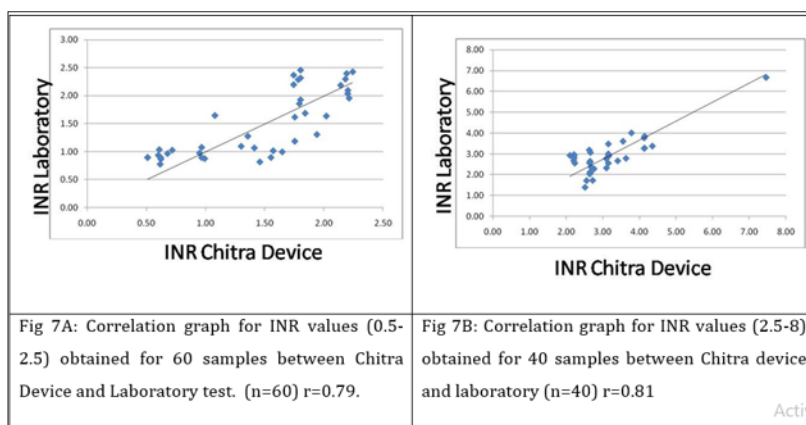 3.00
2.50
2.00
1.50
1.00
0.50
0.00
INR Laboratory
0.00 0.50 1.00 1.50 2.00 2.50
INR Chitra Device
8.00
7.00
6.00
5.00
4.00
3.00
2.00
1.00
0.00
INR Laboratory
0.00 1.00 2.00 3.00 4.00 5.00 6.00 7.00 8.00
INR Chitra Device
Fig 7A: Correlation graph for INR values (0.5-
2.5) obtained for 60 samples between Chitra
Device and Laboratory test. (n=60) r=0.79.
Fig 7B: Correlation graph for INR values (2.5-8)
obtained for 40 samples between Chitra device
and laboratory (n=40) r=0.81
Activ